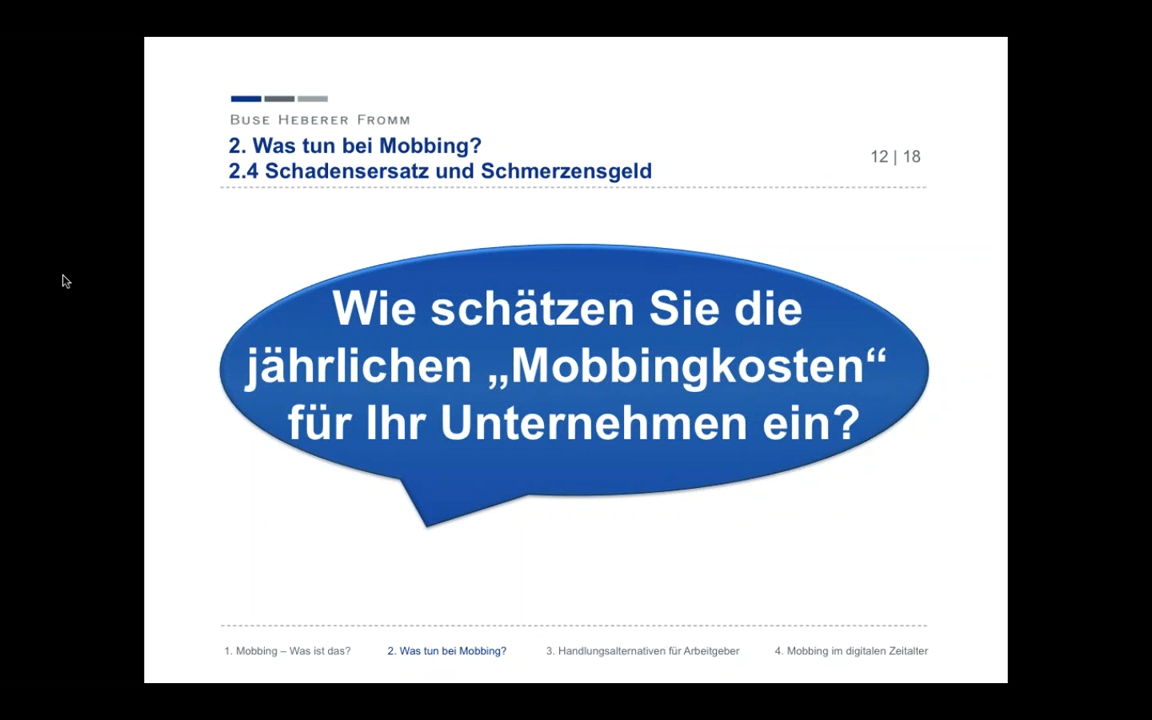 BUSE HEBERER FROMM
2. Was tun bei Mobbing?
2.4 Schadensersatz und Schmerzensgeld
12 | 18
Wie schätzen Sie die
jährlichen „Mobbingkosten“
für Ihr Unternehmen ein?
1. Mobbing – Was ist das?
2. Was tun bei Mobbing?
3. Handlungsalternativen für Arbeitgeber
4. Mobbing im digitalen Zeitalter